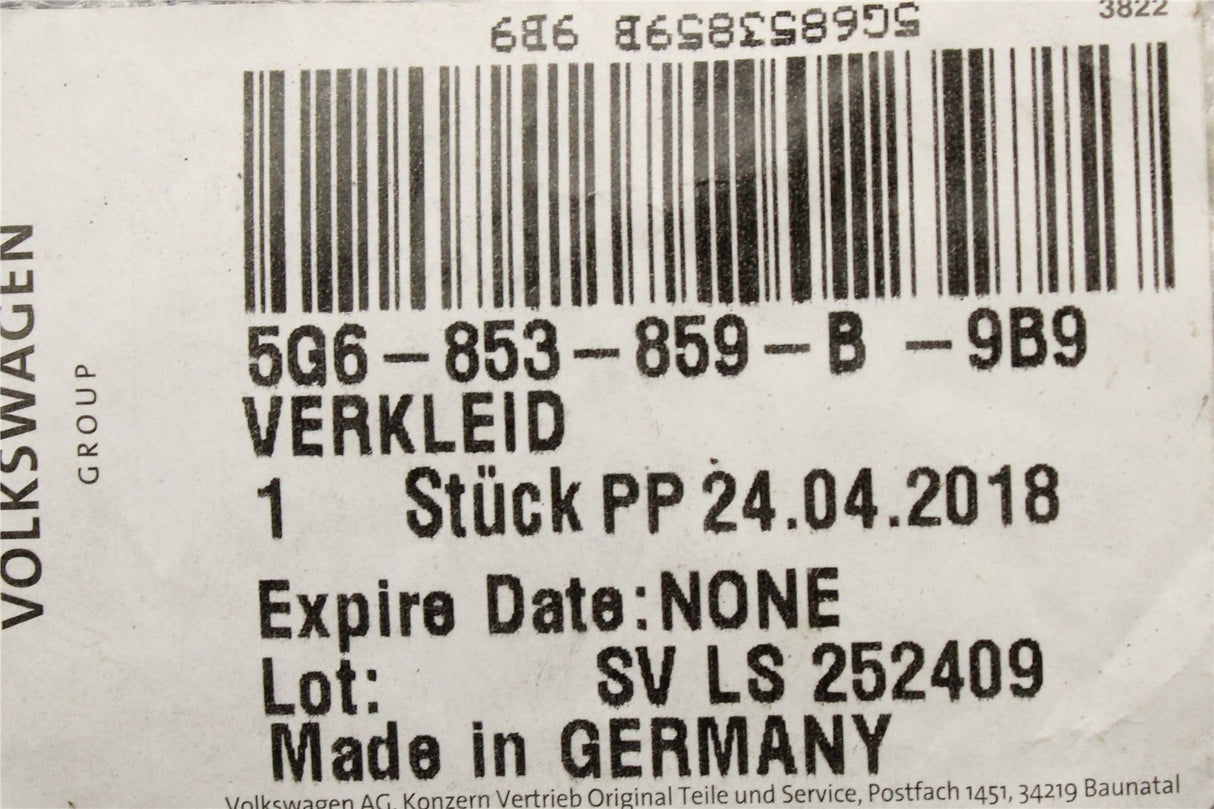 3822
5G6853859B 9B9
5G6-853-859-B -9B9
VERKLEID
1 Stück PP 24.04.2018
Expire Date:NONE
Lot: SV LS 252409
Made in GERMANY
Volkswagen AG, Konzern Vertrieb Original Teile und Service, Postfach 1451, 34219 Baunatal
VOLKSWAGEN
GROUP